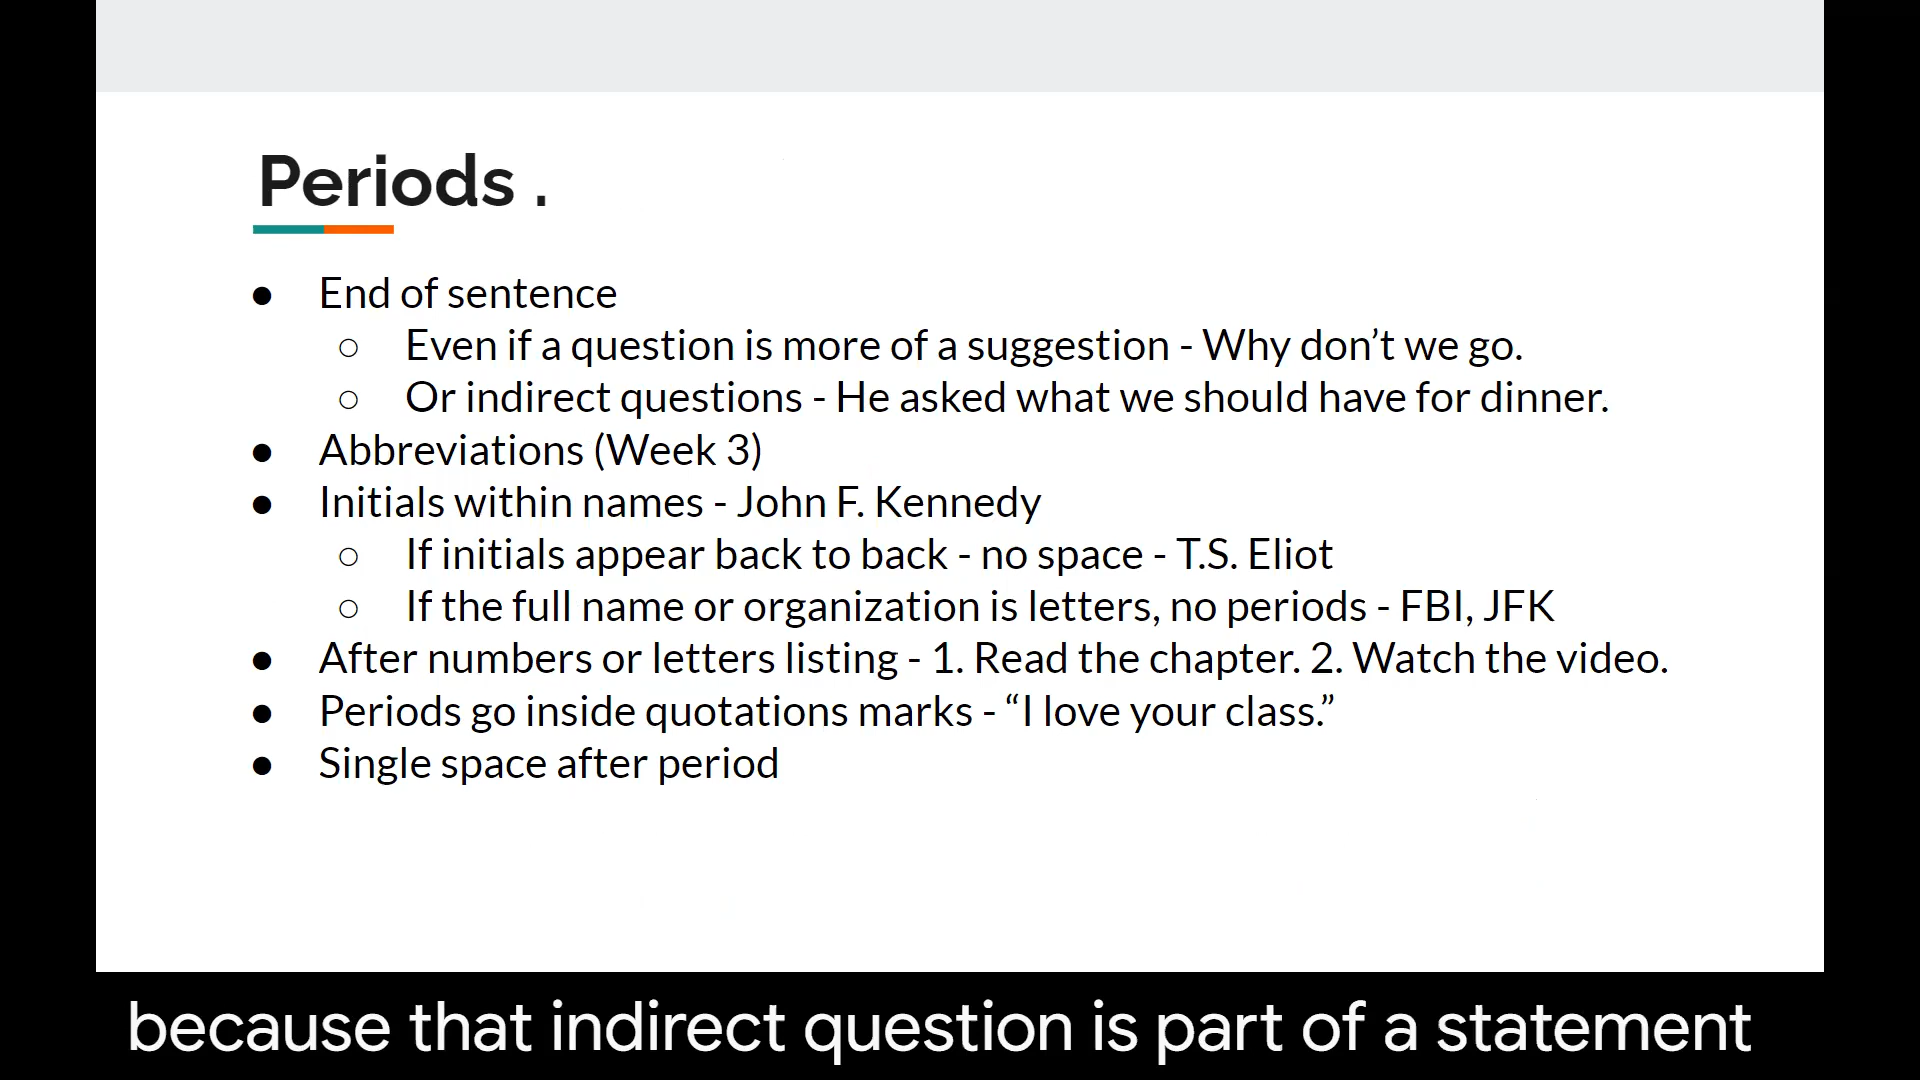 Periods .
● End of sentence
○ Even if a question is more of a suggestion - Why don’t we go.
○ Or indirect questions - He asked what we should have for dinner.
● Abbreviations (Week 3)
● Initials within names - John F. Kennedy
○ If initials appear back to back - no space - T.S. Eliot
○ If the full name or organization is letters, no periods - FBI, JFK
● After numbers or letters listing - 1. Read the chapter. 2. Watch the video.
● Periods go inside quotations marks - “I love your class.”
● Single space after period
because that indirect question is part of a statement